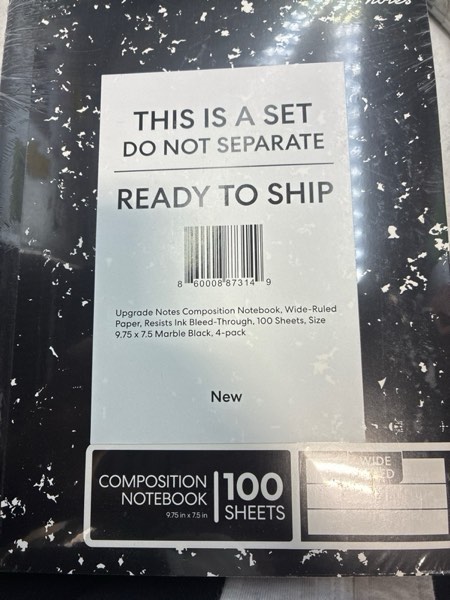 notes
THIS IS A SET
DO NOT SEPARATE
READY TO SHIP
8 60008 87314 9
Upgrade Notes Composition Notebook, Wide-Ruled
Paper, Resists Ink Bleed-Through, 100 Sheets, Size
9.75 x 7.5 Marble Black, 4-pack
New
COMPOSITION
NOTEBOOK
9.75 in x 7.5 in
100
SHEETS
WIDE